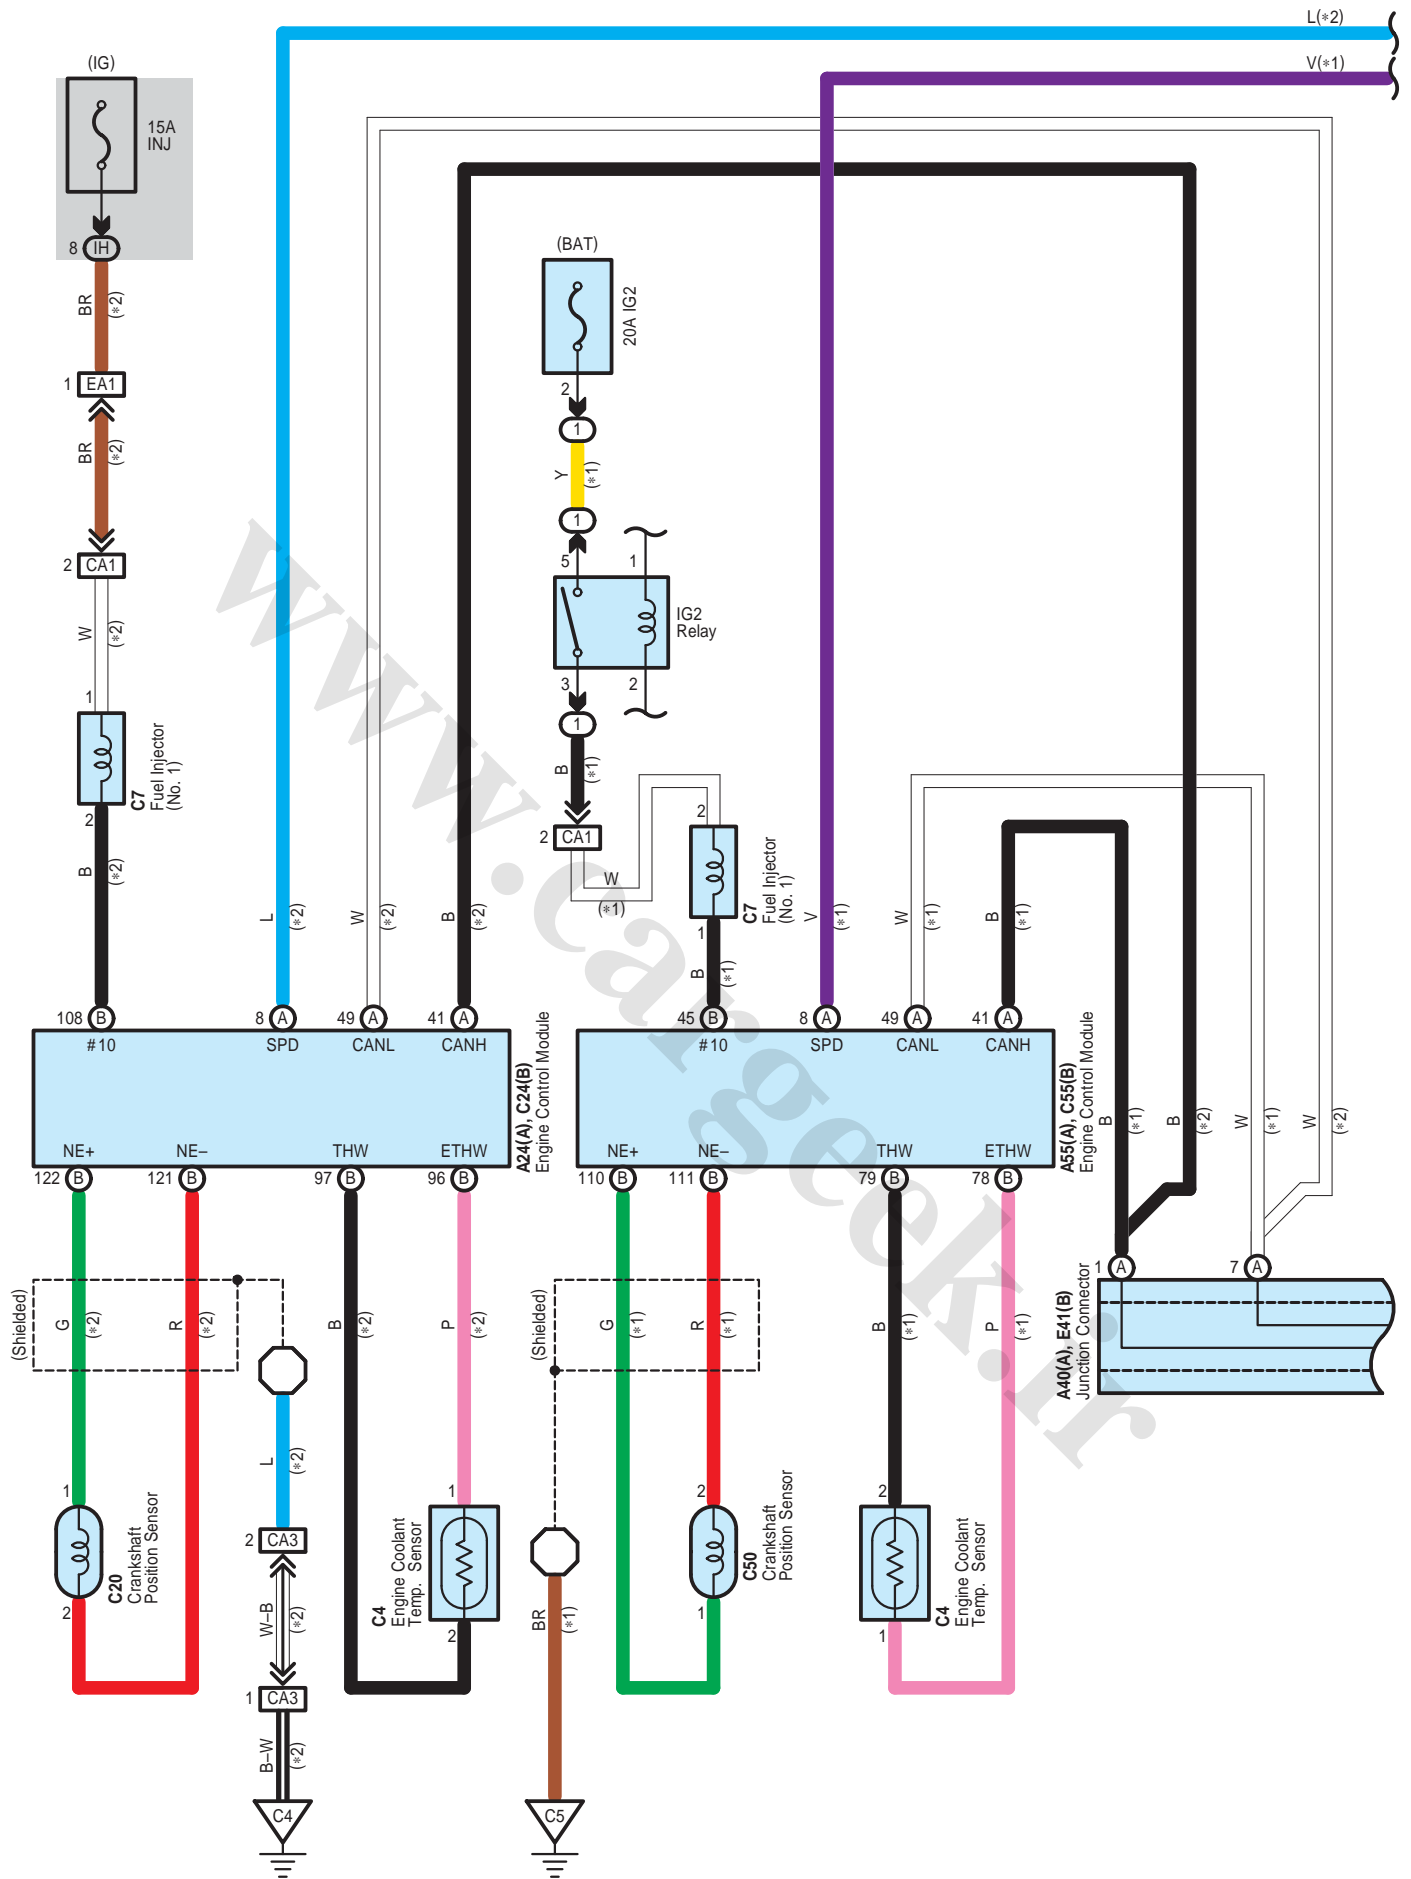 L(*2)
V(*1)
(IG)
15A
INJ
8 IH
BR
(*2)
1 EA1
BR
(*2)
2 CA1
W
(*2)
1
C7
Fuel Injector
(No. 1)
2
B
(*2)
(BAT)
20A IG2
2
1
Y
(*1)
1
5
1
IG2
Relay
3
2
1
B
(*1)
2 CA1
W
(*1)
2
C7
Fuel Injector
(No. 1)
1
B
(*1)
L
(*2)
W
(*2)
B
(*2)
V
(*1)
W
(*1)
B
(*1)
108 B
8 A
49 A
41 A
#10
SPD
CANL
CANH
A24(A), C24(B)
Engine Control Module
NE+
NE–
THW
ETHW
122 B
121 B
97 B
96 B
45 B
8 A
49 A
41 A
#10
SPD
CANL
CANH
A55(A), C55(B)
Engine Control Module
NE+
NE–
THW
ETHW
110 B
111 B
79 B
78 B
B
(*1)
B
(*2)
W
(*1)
W
(*2)
1 A
7 A
A40(A), E41(B)
Junction Connector
(Shielded)
G
(*2)
R
(*2)
B
(*2)
P
(*2)
(Shielded)
G
(*1)
R
(*1)
B
(*1)
P
(*1)
L
(*2)
1
C20
Crankshaft
Position Sensor
2
2 CA3
W–B
(*2)
1 CA3
B–W
(*2)
C4
1
C4
Engine Coolant
Temp. Sensor
2
BR
(*1)
C5
2
C50
Crankshaft
Position Sensor
1
2
C4
Engine Coolant
Temp. Sensor
1
www.cargeek.ir